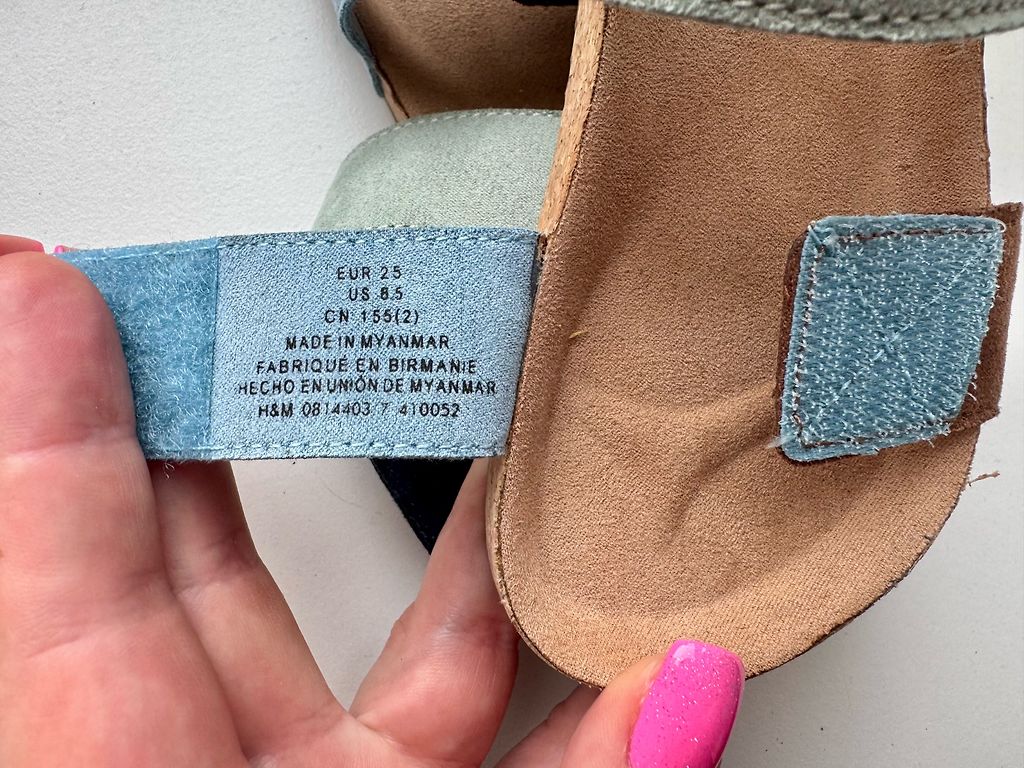 EUR 25
US 8.5
CN 155(2)
MADE IN MYANMAR
FABRIQUE EN BIRMANIE
HECHO EN UNIÓN DE MYANMAR
H&M 0814403 7 410052